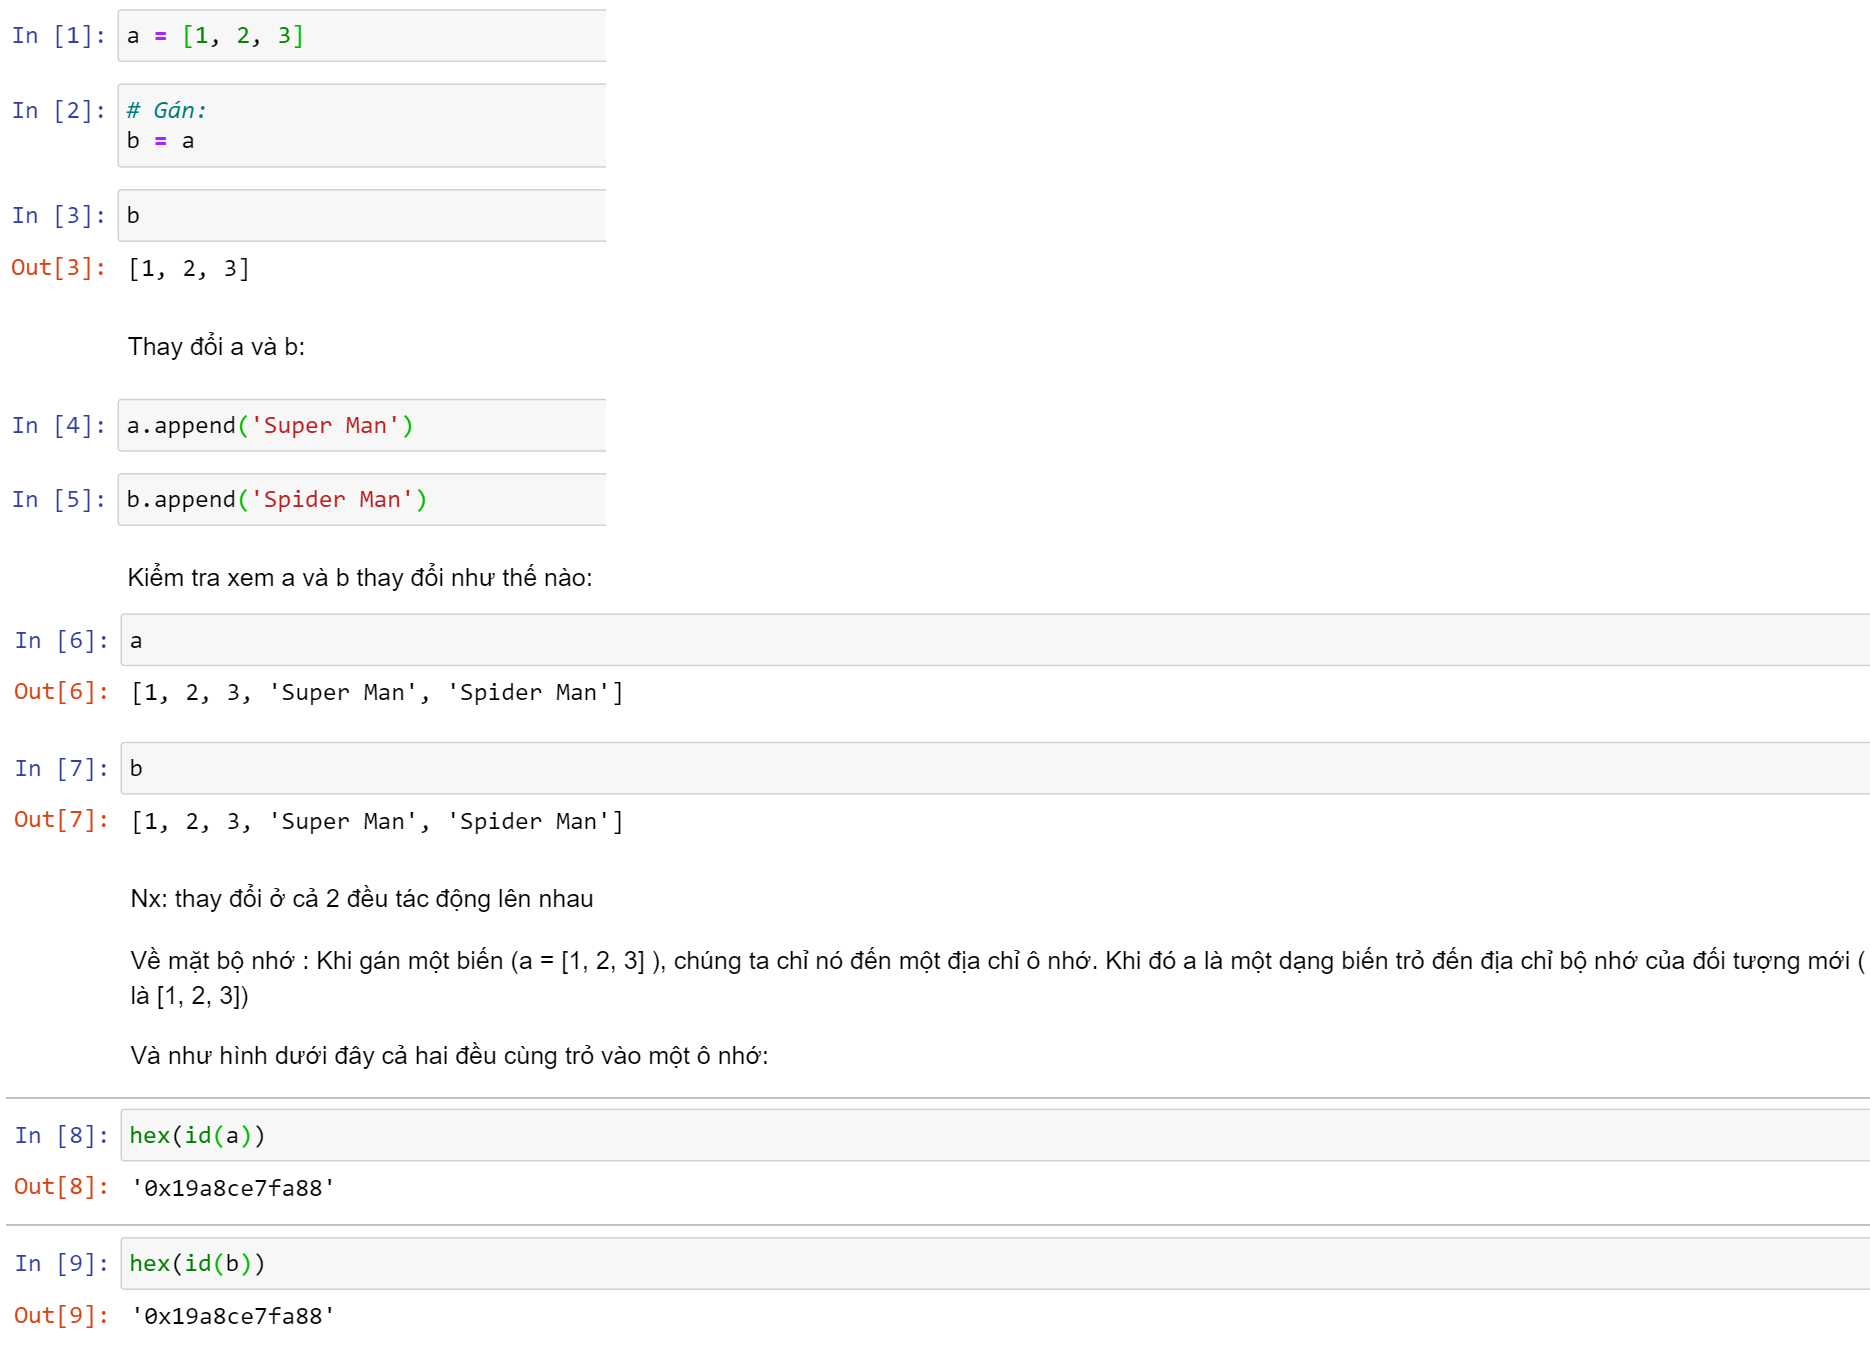 In [1]: a = [1, 2, 3]
In [2]: # Gán:
b = a
In [3]: b
Out[3]: [1, 2, 3]
Thay đổi a và b:
In [4]: a.append('Super Man')
In [5]: b.append('Spider Man')
Kiểm tra xem a và b thay đổi như thế nào:
In [6]: a
Out[6]: [1, 2, 3, 'Super Man', 'Spider Man']
In [7]: b
Out[7]: [1, 2, 3, 'Super Man', 'Spider Man']
Nx: thay đổi ở cả 2 đều tác động lên nhau
Về mặt bộ nhớ : Khi gán một biến (a = [1, 2, 3] ), chúng ta chỉ nó đến một địa chỉ ô nhớ. Khi đó a là một dạng biến trỏ đến địa chỉ bộ nhớ của đối tượng mới (
là [1, 2, 3])
Và như hình dưới đây cả hai đều cùng trỏ vào một ô nhớ:
In [8]: hex(id(a))
Out[8]: '0x19a8ce7fa88'
In [9]: hex(id(b))
Out[9]: '0x19a8ce7fa88'